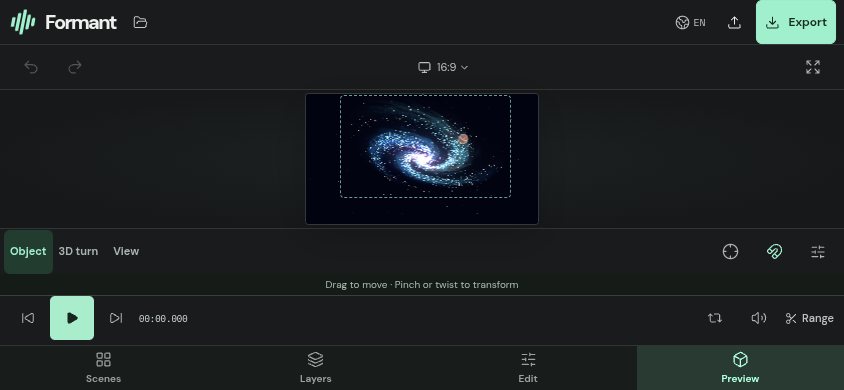 Formant
EN
Export
16:9
Object
3D turn
View
Drag to move · Pinch or twist to transform
00:00.000
Range
Scenes
Layers
Edit
Preview